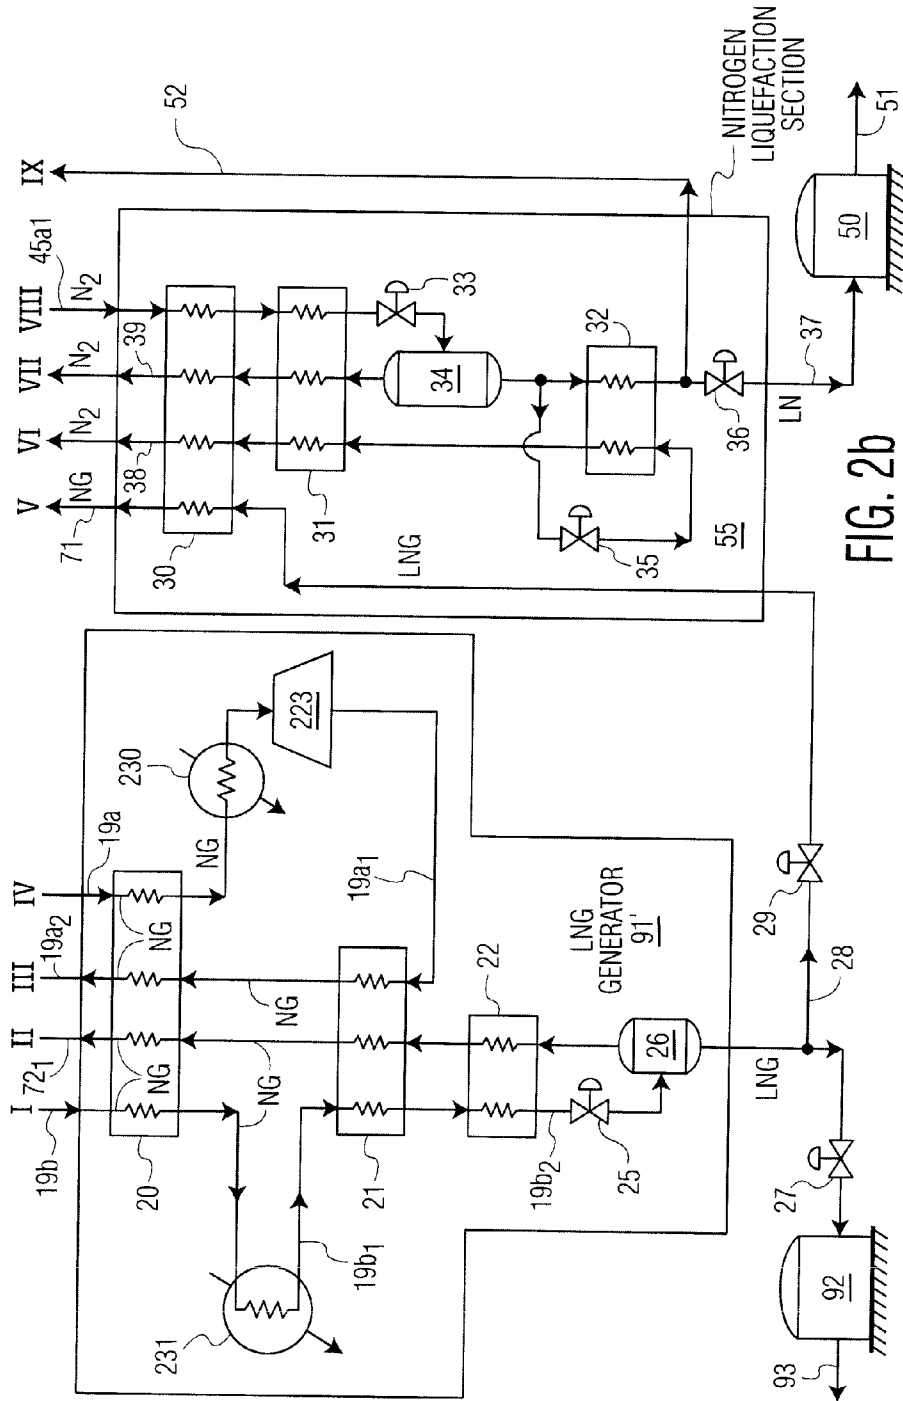 I
II
III
IV
V
VI
VII
VIII
IX
19b
72₁
19a₂
19a
71
NG
38
N₂
39
N₂
N₂
45a1
52
20
NG
NG
NG
230
NG
223
231
19b₁
NG
NG
19a₁
21
22
LNG
GENERATOR
91'
19b₂
25
26
LNG
28
29
27
92
93
30
31
33
34
32
LNG
35
36
55
NITROGEN
LIQUEFACTION
SECTION
LN
37
50
51
FIG. 2b